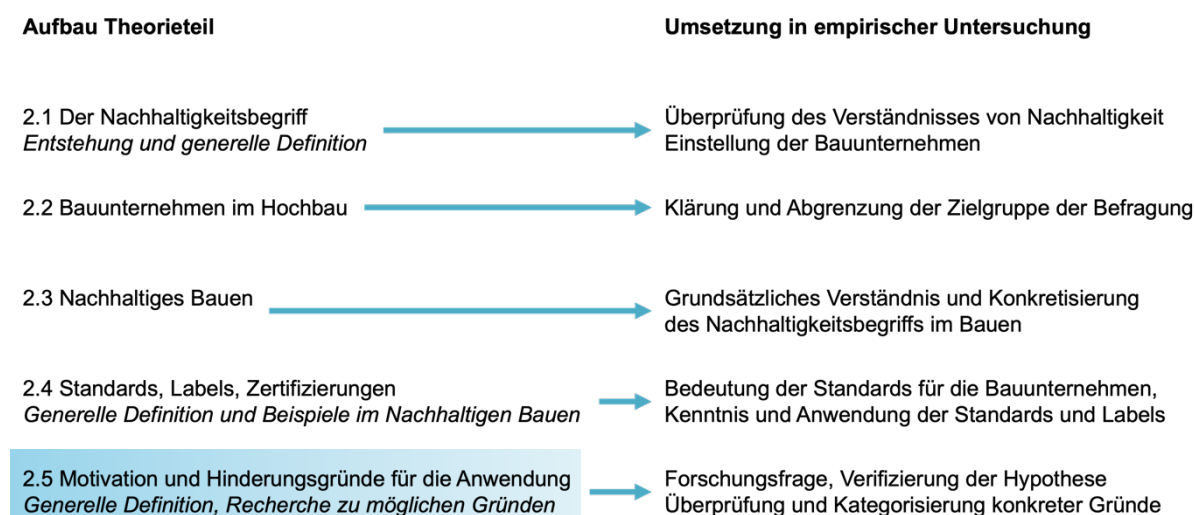 Aufbau Theorieteil
Umsetzung in empirischer Untersuchung
2.1 Der Nachhaltigkeitsbegriff
Entstehung und generelle Definition
Überprüfung des Verständnisses von Nachhaltigkeit
Einstellung der Bauunternehmen
2.2 Bauunternehmen im Hochbau
Klärung und Abgrenzung der Zielgruppe der Befragung
2.3 Nachhaltiges Bauen
Grundsätzliches Verständnis und Konkretisierung
des Nachhaltigkeitsbegriffs im Bauen
2.4 Standards, Labels, Zertifizierungen
Generelle Definition und Beispiele im Nachhaltigen Bauen
Bedeutung der Standards für die Bauunternehmen,
Kenntnis und Anwendung der Standards und Labels
2.5 Motivation und Hinderungsgründe für die Anwendung
Generelle Definition, Recherche zu möglichen Gründen
Forschungsfrage, Verifizierung der Hypothese
Überprüfung und Kategorisierung konkreter Gründe